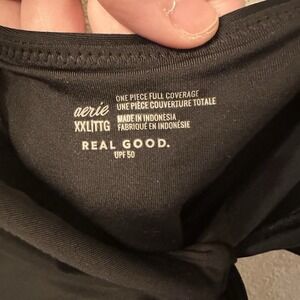 aerie
XXL|TTG
ONE PIECE FULL COVERAGE
UNE PIÈCE COUVERTURE TOTALE
MADE IN INDONESIA
FABRIQUÉ EN INDONÉSIE
REAL GOOD.
UPF 50